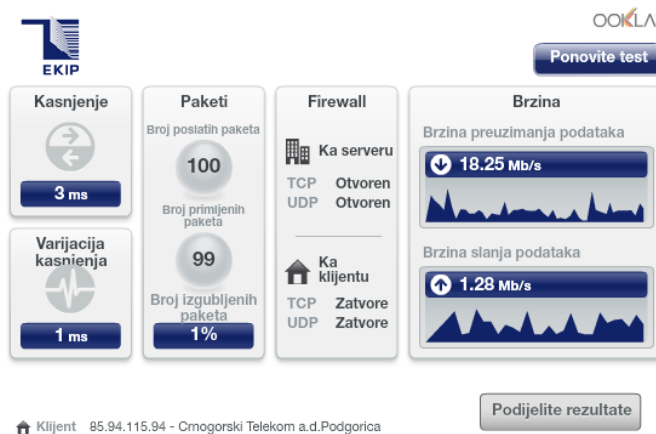 OOKLA
EKIP
Ponovite test
Kasnjenje
3 ms
Varijacija
kasnjenja
1 ms
Paketi
Broj poslatih paketa
100
Broj primljenih
paketa
99
Broj izgubljenih
paketa
1%
Firewall
Ka serveru
TCP Otvoren
UDP Otvoren
Ka
klijentu
TCP Zatvore
UDP Zatvore
Brzina
Brzina preuzimanja podataka
18.25 Mb/s
Brzina slanja podataka
1.28 Mb/s
Podijelite rezultate
Klijent 85.94.115.94 - Crnogorski Telekom a.d.Podgorica